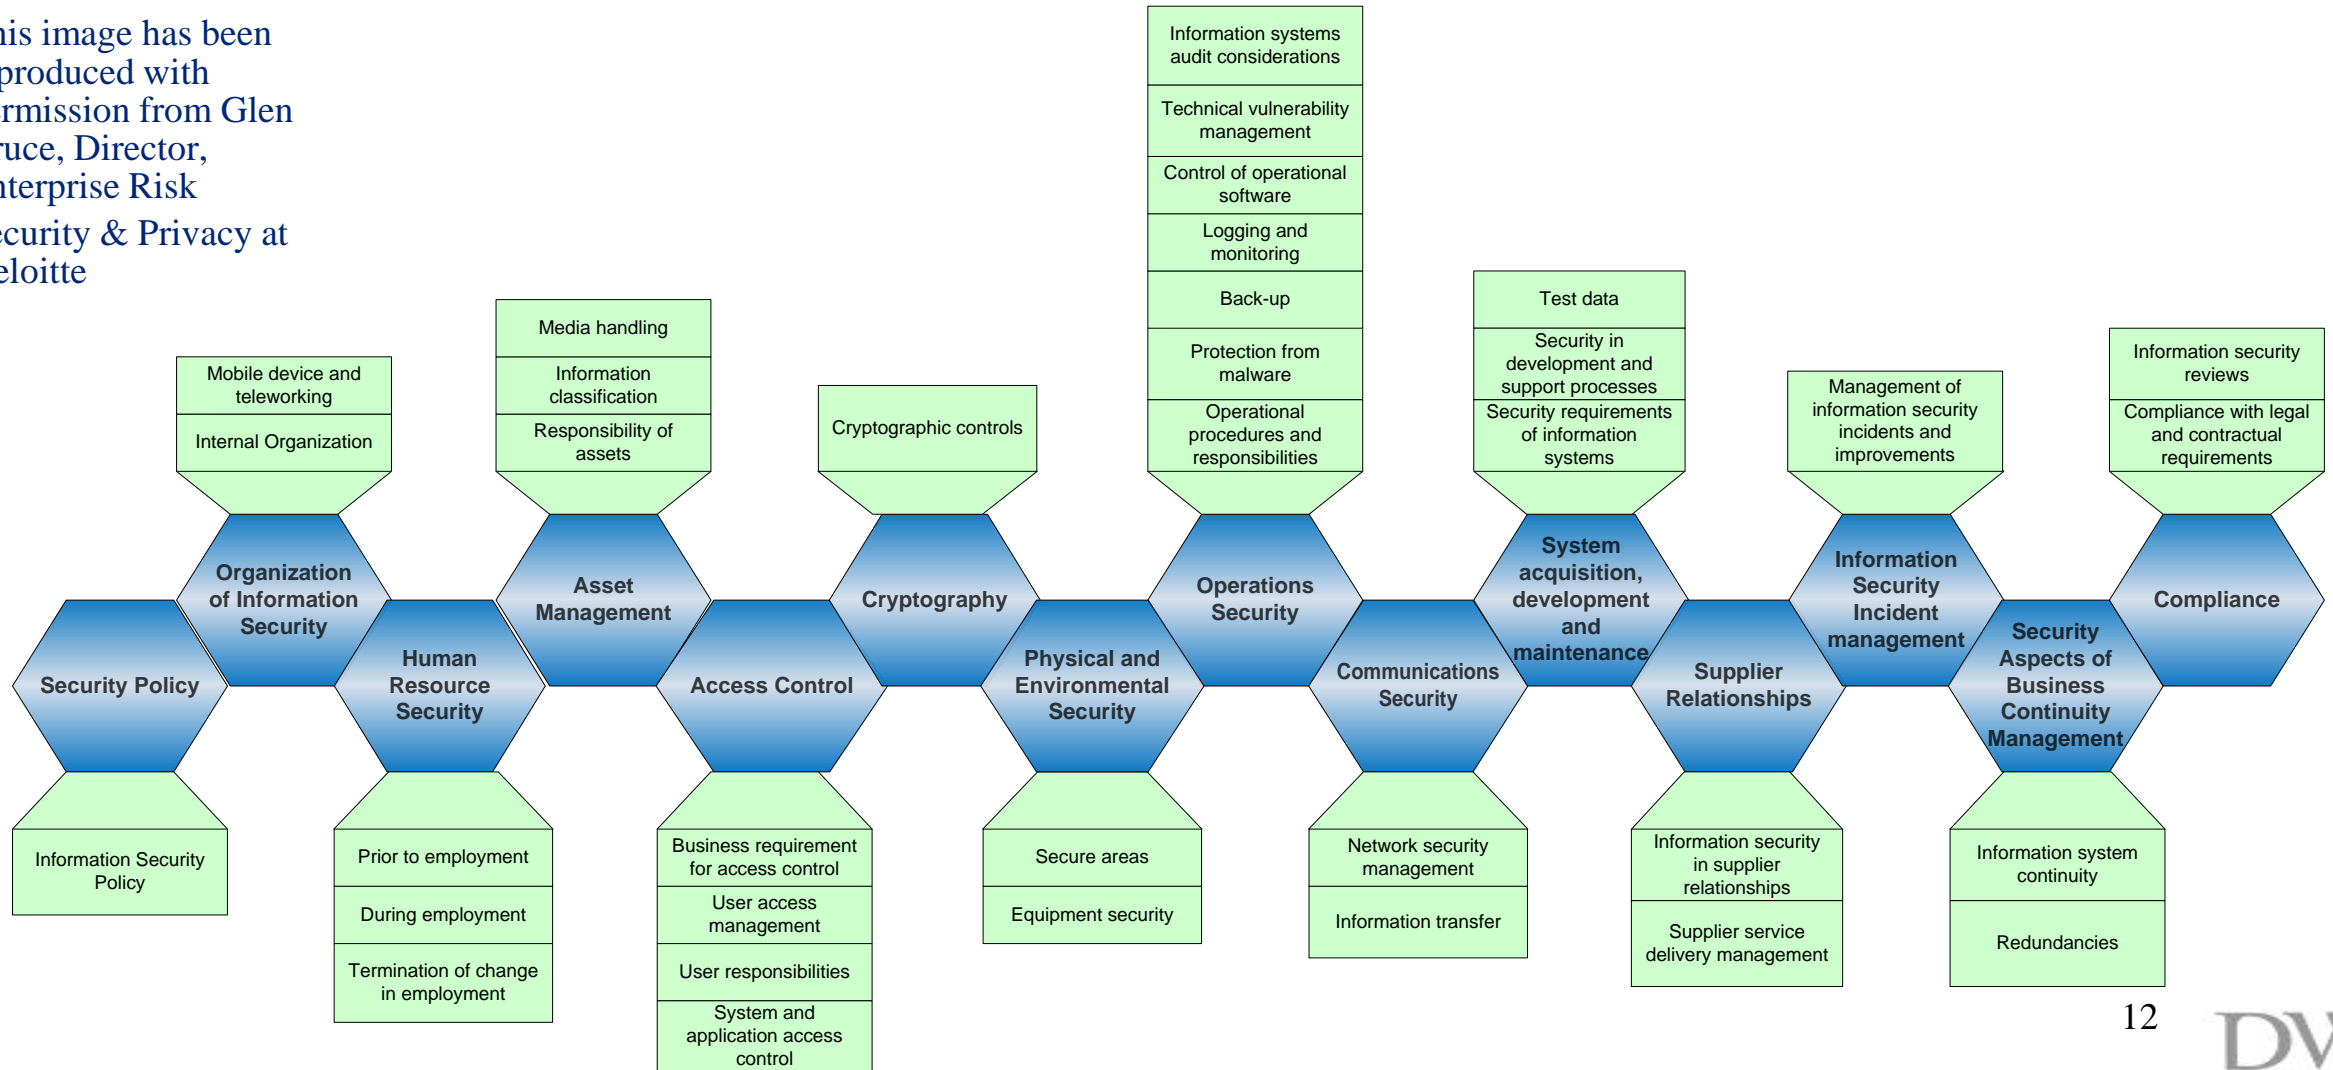 his image has been
produced with
ermission from Glen
ruce, Director,
nterprise Risk
ecurity & Privacy at
eloitte
Information systems
audit considerations
Technical vulnerability
management
Control of operational
software
Logging and
monitoring
Back-up
Protection from
malware
Operational
procedures and
responsibilities
Test data
Security in
development and
support processes
Security requirements
of information
systems
Media handling
Information
classification
Responsibility of
assets
Mobile device and
teleworking
Internal Organization
Cryptographic controls
Management of
information security
incidents and
improvements
Information security
reviews
Compliance with legal
and contractual
requirements
Security Policy
Organization
of Information
Security
Human
Resource
Security
Asset
Management
Access Control
Cryptography
Physical and
Environmental
Security
Operations
Security
Communications
Security
System
acquisition,
development
and
maintenance
Supplier
Relationships
Information
Security
Incident
management
Security
Aspects of
Business
Continuity
Management
Compliance
Information Security
Policy
Prior to employment
During employment
Termination of change
in employment
Business requirement
for access control
User access
management
User responsibilities
System and
application access
control
Secure areas
Equipment security
Network security
management
Information transfer
Information security
in supplier
relationships
Supplier service
delivery management
Information system
continuity
Redundancies
12
DV